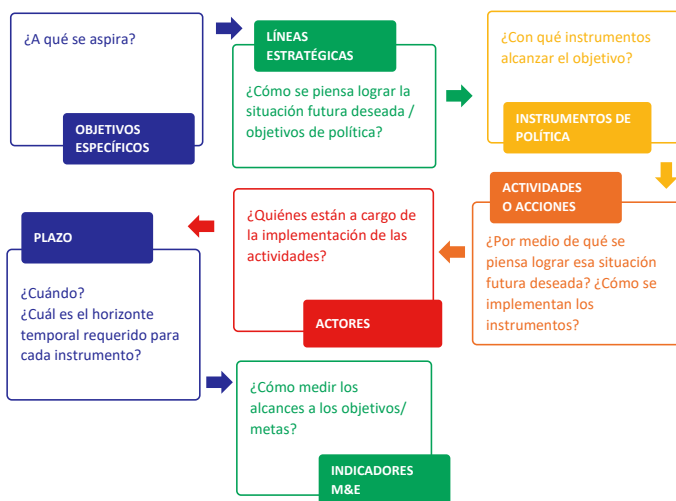 ¿A qué se aspira?
OBJETIVOS
ESPECÍFICOS
LÍNEAS
ESTRATÉGICAS
¿Cómo se piensa lograr la
situación futura deseada /
objetivos de política?
¿Con qué instrumentos
alcanzar el objetivo?
INSTRUMENTOS DE
POLÍTICA
ACTIVIDADES
O ACCIONES
¿Por medio de qué se
piensa lograr esa situación
futura deseada? ¿Cómo se
implementan los
instrumentos?
¿Quiénes están a cargo de
la implementación de las
actividades?
ACTORES
PLAZO
¿Cuándo?
¿Cuál es el horizonte
temporal requerido para
cada instrumento?
¿Cómo medir los
alcances a los objetivos/
metas?
INDICADORES
M&E